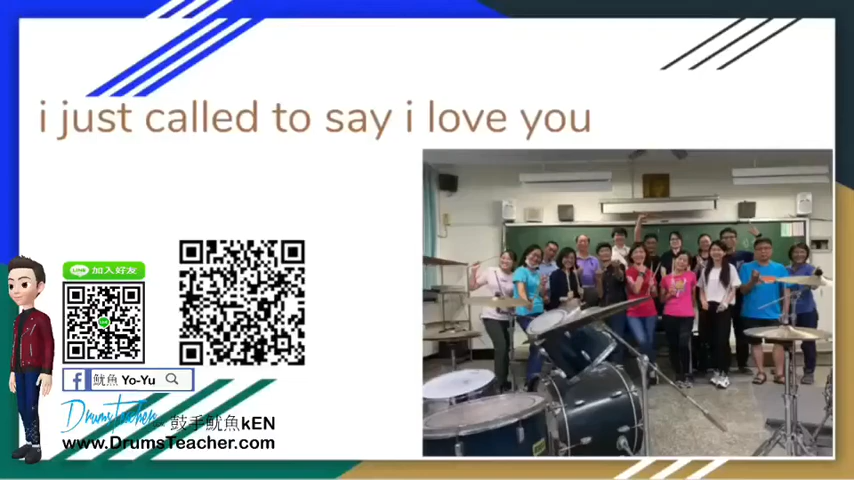 i just called to say i love you
LINE 加入好友
魷魚 Yo-Yu
DrumsTeacher 鼓手魷魚kEN
www.DrumsTeacher.com